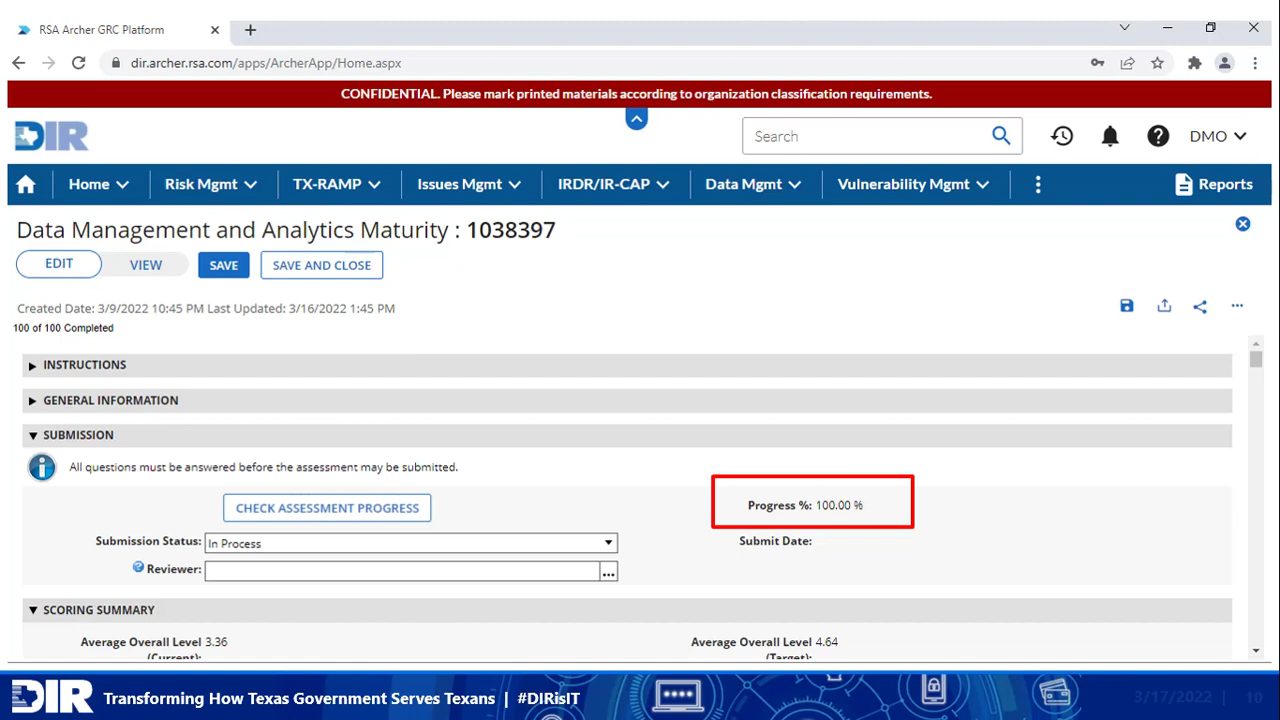 RSA Archer GRC Platform
dir.archer.rsa.com/apps/ArcherApp/Home.aspx
CONFIDENTIAL. Please mark printed materials according to organization classification requirements.
DIR
Search
DMO
Home
Risk Mgmt
TX-RAMP
Issues Mgmt
IRDR/IR-CAP
Data Mgmt
Vulnerability Mgmt
Reports
Data Management and Analytics Maturity : 1038397
EDIT
VIEW
SAVE
SAVE AND CLOSE
Created Date: 3/9/2022 10:45 PM Last Updated: 3/16/2022 1:45 PM
100 of 100 Completed
INSTRUCTIONS
GENERAL INFORMATION
SUBMISSION
All questions must be answered before the assessment may be submitted.
CHECK ASSESSMENT PROGRESS
Progress %: 100.00 %
Submission Status: In Process
Submit Date:
Reviewer:
...
SCORING SUMMARY
Average Overall Level 3.36
(Current):
Average Overall Level 4.64
(Target):
DIR Transforming How Texas Government Serves Texans | #DIRisIT
3/17/2022 | 10